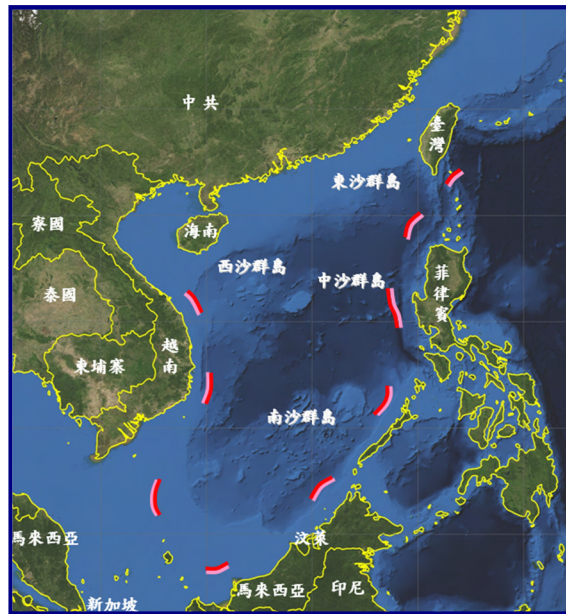 中共
臺灣
東沙群島
寮國
海南
西沙群島
中沙群島
菲律賓
泰國
越南
東埔寨
南沙群島
馬來西亞
汶萊
馬來西亞
印尼
新加坡